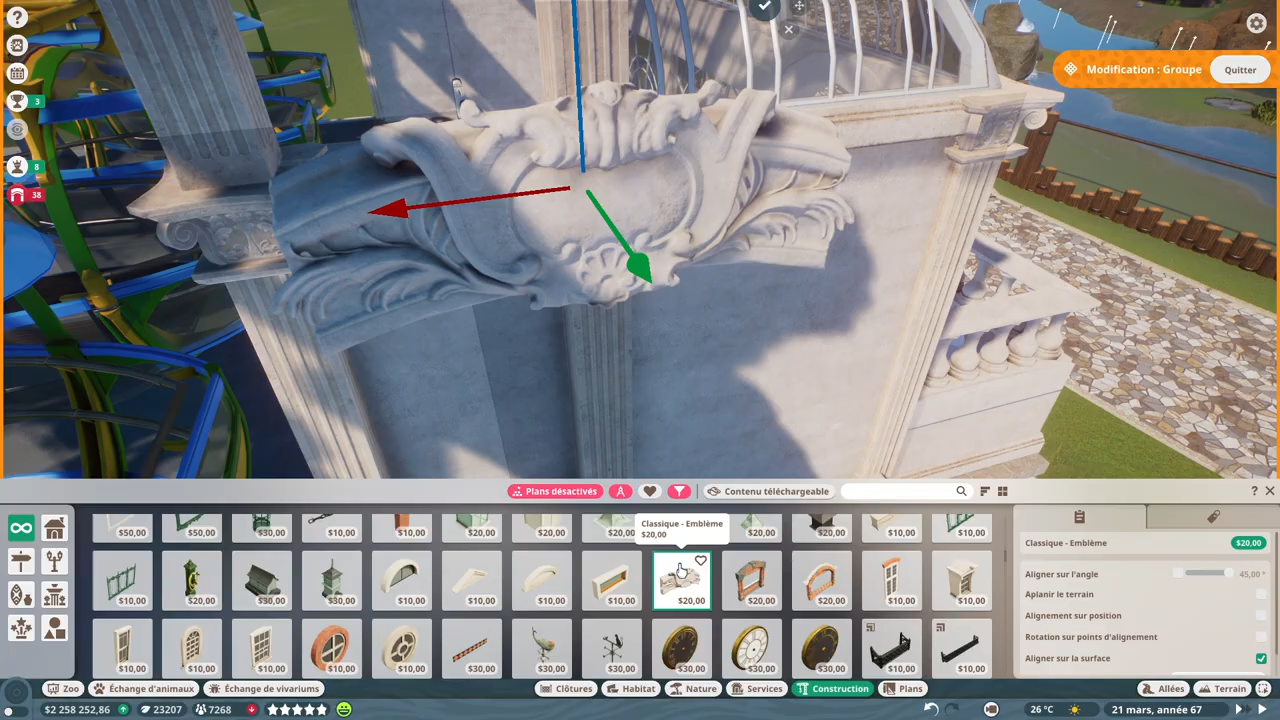 ?
Modification : Groupe
Quitter
3
8
38
Plans désactivés
Contenu téléchargeable
?
Classique - Emblème
$20,00
$50,00 $10,00 $30,00 $10,00 $10,00 $20,00 $20,00 $20,00 $20,00 $20,00 $10,00 $10,00
$10,00 $20,00 $30,00 $30,00 $10,00 $10,00 $10,00 $10,00 $20,00 $20,00 $20,00 $10,00 $10,00
$10,00 $10,00 $10,00 $10,00 $10,00 $10,00 $30,00 $30,00 $30,00 $30,00 $30,00 $10,00 $10,00
Classique - Emblème $20,00
Aligner sur l'angle 45,00 °
Aplanir le terrain
Alignement sur position
Rotation sur points d'alignement
Aligner sur la surface
Zoo Échange d'animaux Échange de vivariums Clôtures Habitat Nature Services Construction Plans Allées Terrain
$2 258 252,86 23207 7268 26 °C 21 mars, année 67